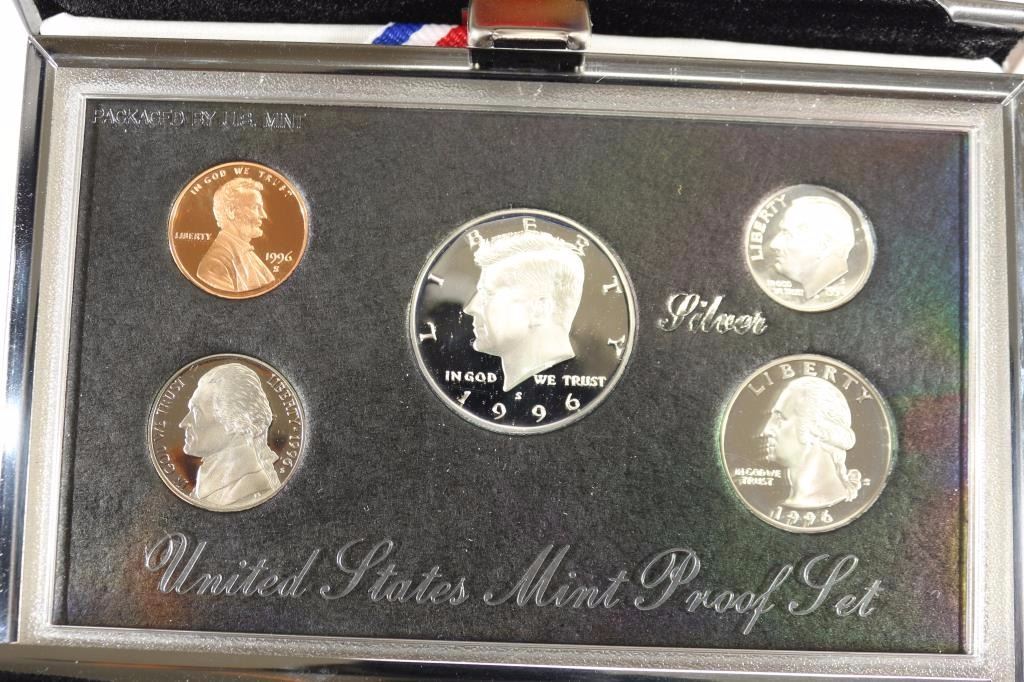 PACKAGED BY U.S. MINT
IN GOD WE TRUST
LIBERTY
1996
S
LIBERTY
IN GOD WE TRUST
S
1996
LIBERTY
IN GOD
WE TRUST
Silver
IN GOD WE TRUST
LIBERTY · 1996
S
LIBERTY
IN GOD WE
TRUST
S
1996
United States Mint Proof Set